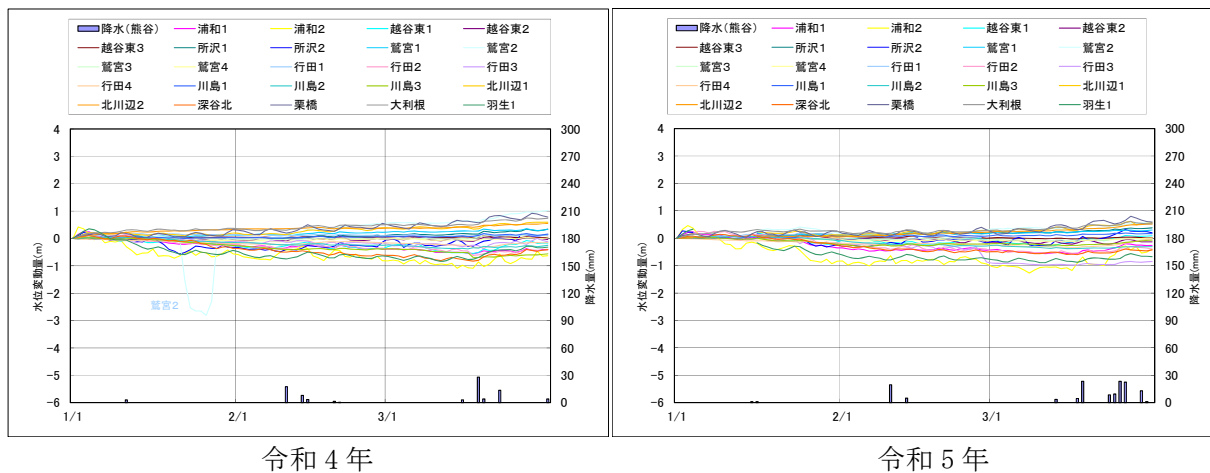 降水(熊谷) 浦和1 浦和2 越谷東1 越谷東2
越谷東3 所沢1 所沢2 鷲宮1 鷲宮2
鷲宮3 鷲宮4 行田1 行田2 行田3
行田4 川島1 川島2 川島3 北川辺1
北川辺2 深谷北 栗橋 大利根 羽生1
水位変動量(m)
4
3
2
1
0
-1
-2
-3
-4
-5
-6
鷲宮2
300
270
240
210
180
150
120
90
60
30
0
降水量(mm)
1/1 2/1 3/1
令和4年
降水(熊谷) 浦和1 浦和2 越谷東1 越谷東2
越谷東3 所沢1 所沢2 鷲宮1 鷲宮2
鷲宮3 鷲宮4 行田1 行田2 行田3
行田4 川島1 川島2 川島3 北川辺1
北川辺2 深谷北 栗橋 大利根 羽生1
水位変動量(m)
4
3
2
1
0
-1
-2
-3
-4
-5
-6
300
270
240
210
180
150
120
90
60
30
0
降水量(mm)
1/1 2/1 3/1
令和5年